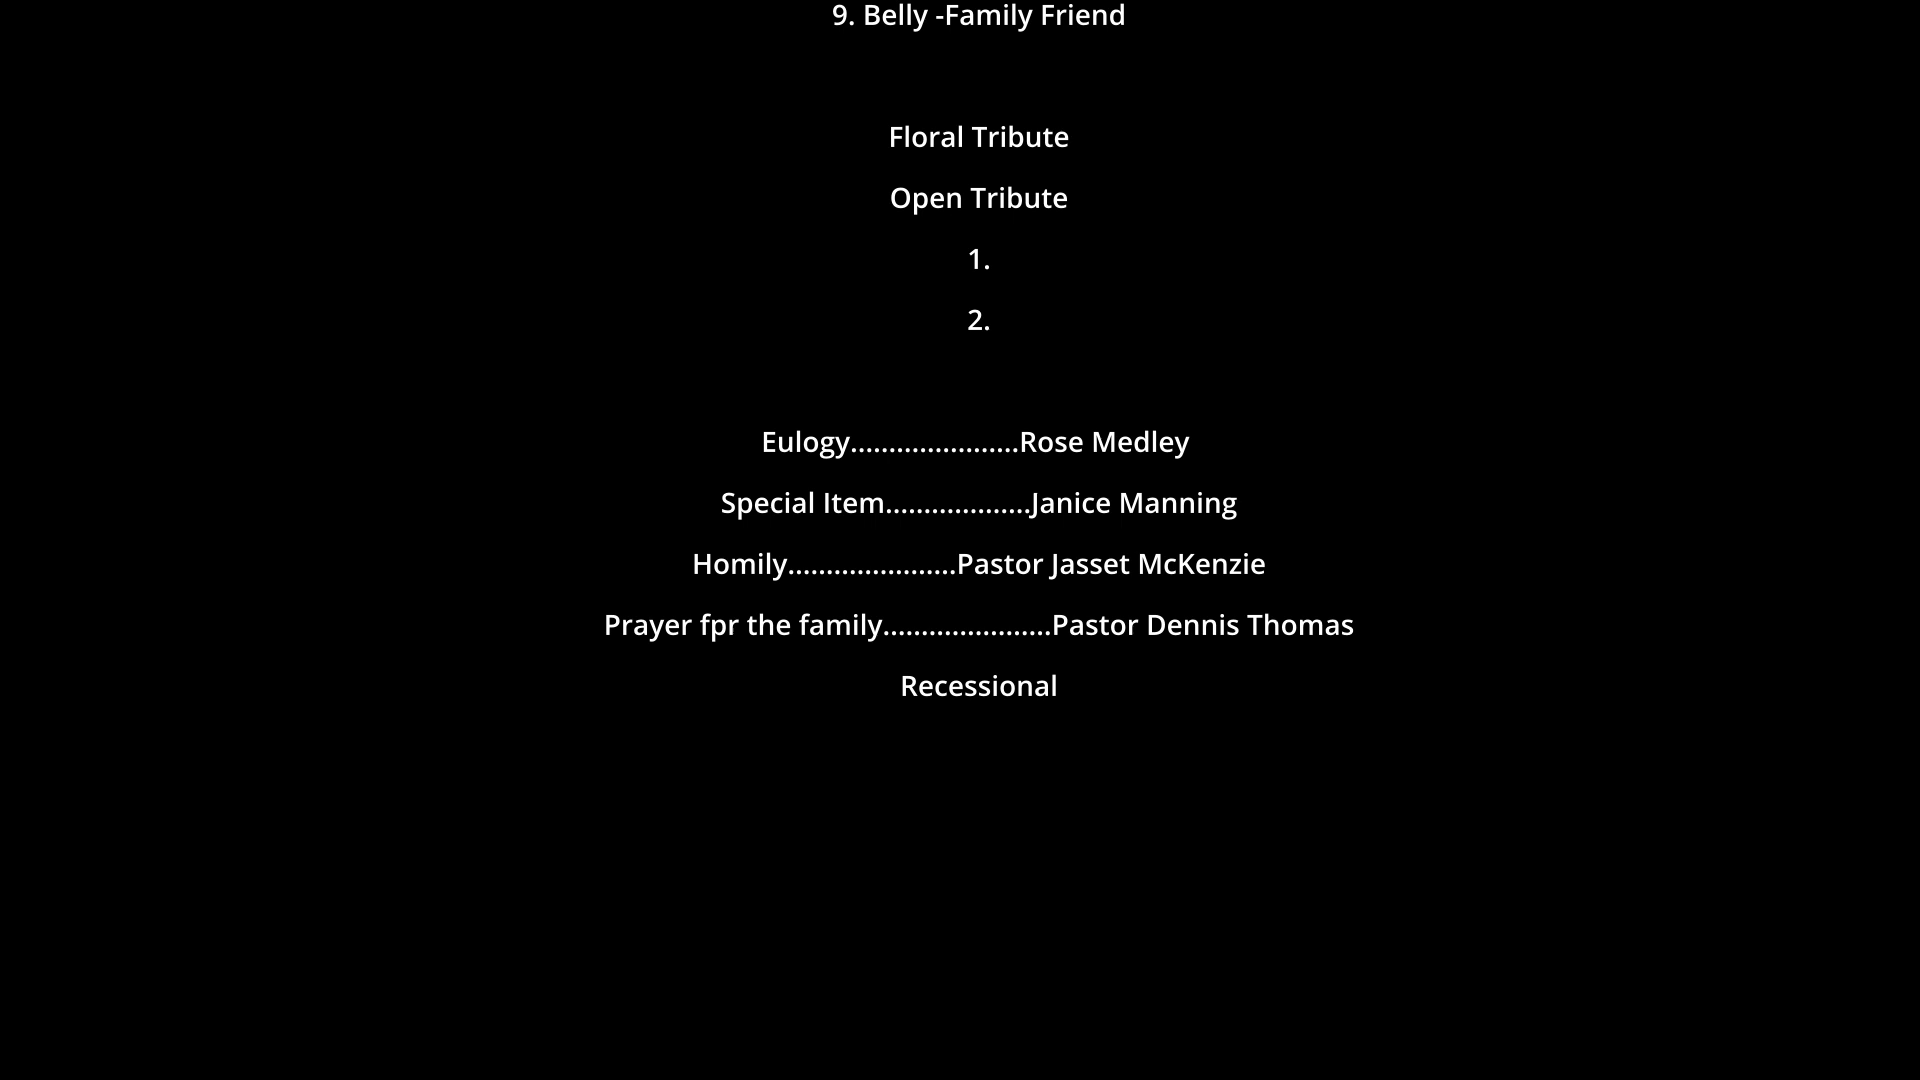 9. Belly -Family Friend
Floral Tribute
Open Tribute
1.
2.
Eulogy......................Rose Medley
Special Item...................Janice Manning
Homily......................Pastor Jasset McKenzie
Prayer fpr the family......................Pastor Dennis Thomas
Recessional